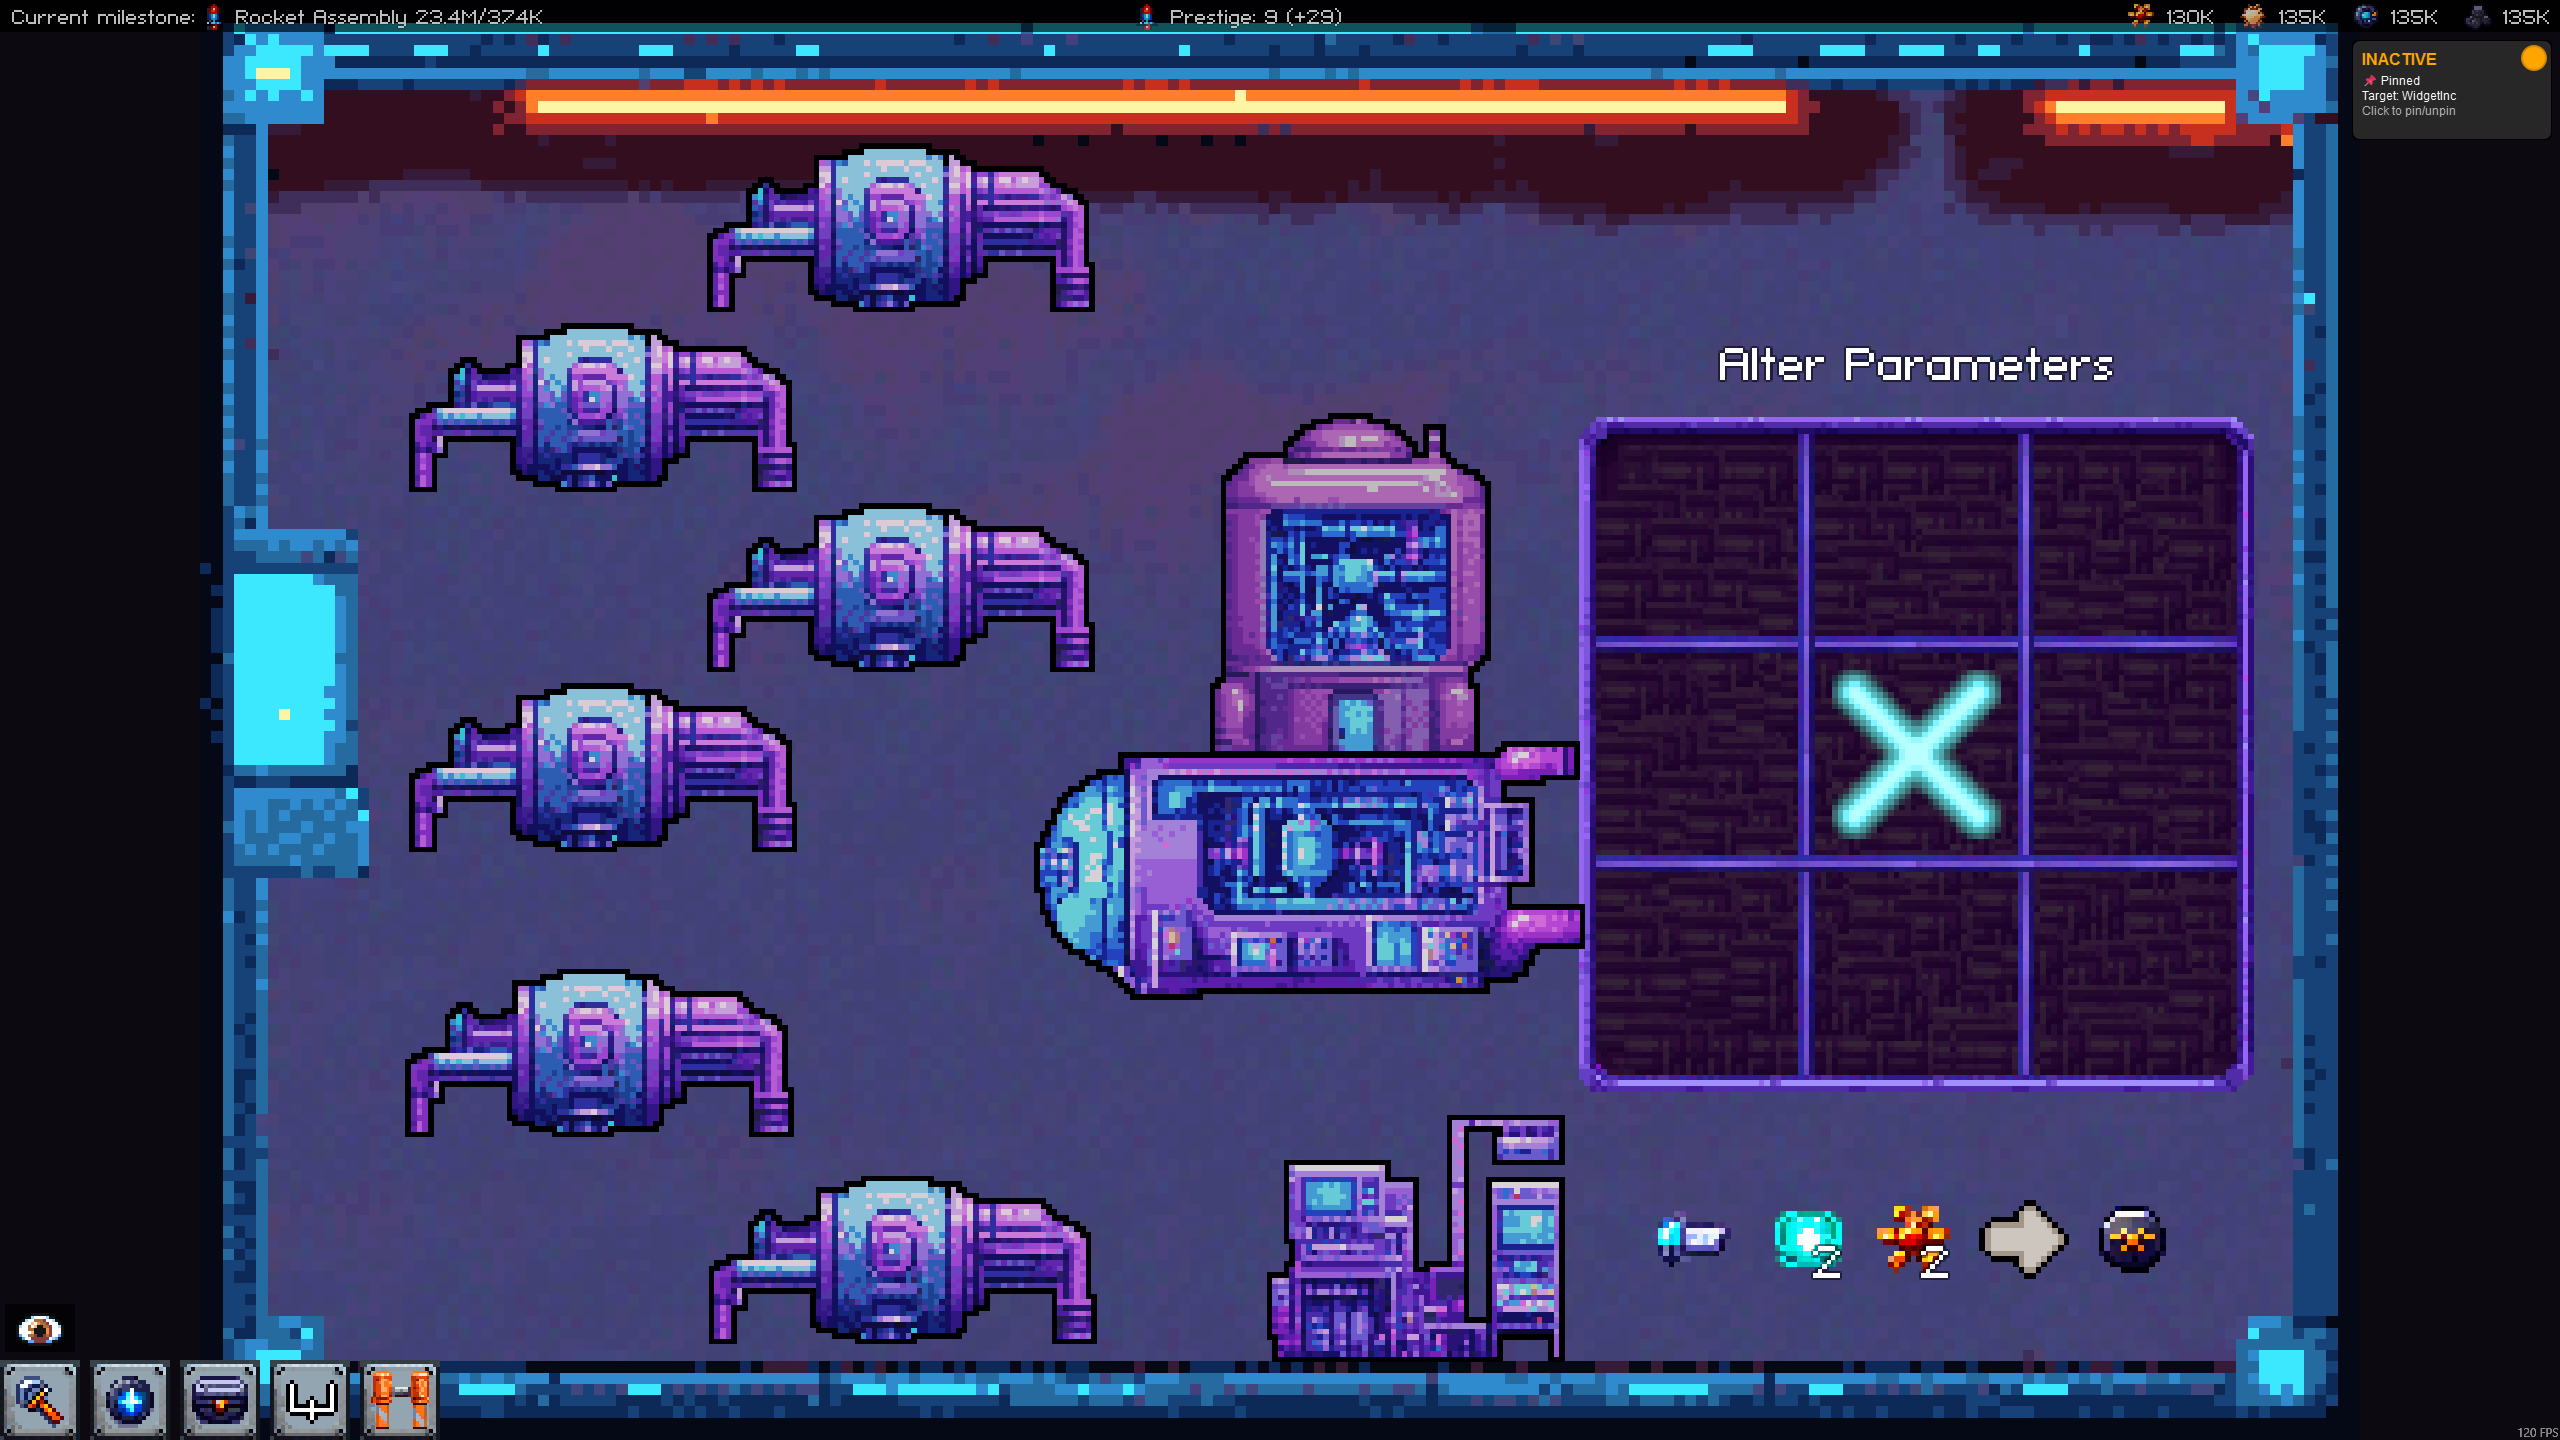 Current milestone: Rocket Assembly 23.4M/374K
Prestige: 9 (+29)
130K 135K 135K 135K
INACTIVE
Pinned
Target: WidgetInc
Click to pin/unpin
Alter Parameters
2 2
120 FPS